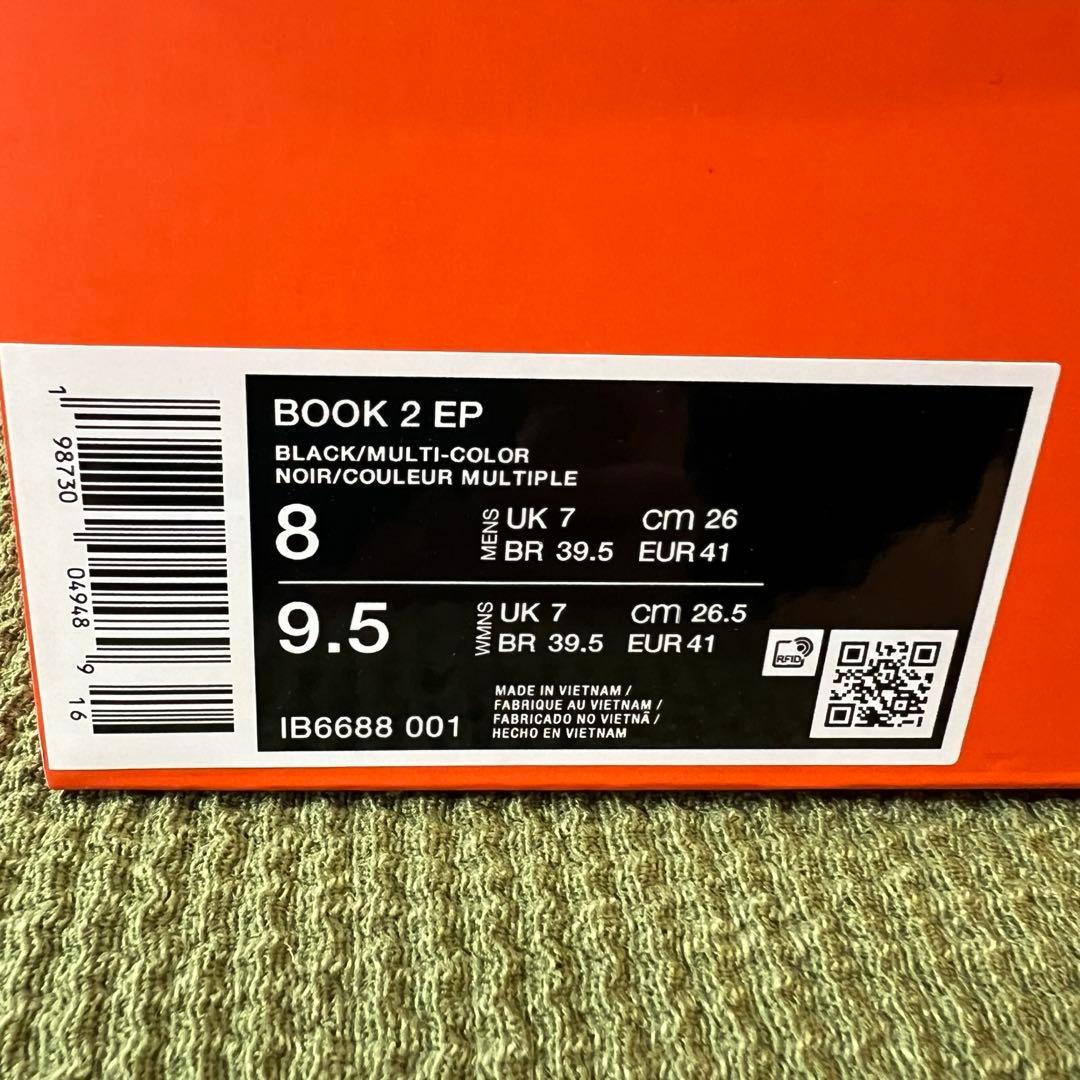 1 98730 04948 9 16
BOOK 2 EP
BLACK/MULTI-COLOR
NOIR/COULEUR MULTIPLE
8 MENS UK 7 cm 26
BR 39.5 EUR 41
9.5 WMNS UK 7 cm 26.5
BR 39.5 EUR 41
RFID
IB6688 001
MADE IN VIETNAM /
FABRIQUE AU VIETNAM /
FABRICADO NO VIETNÃ /
HECHO EN VIETNAM